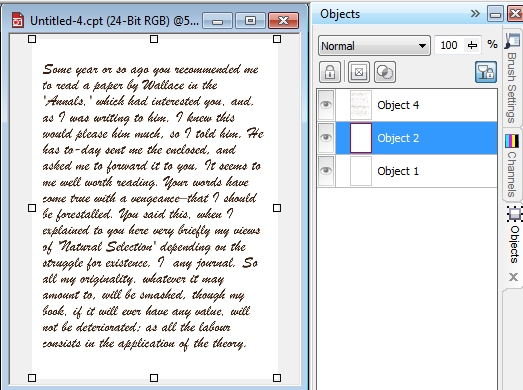 Untitled-4.cpt (24-Bit RGB) @5...
Some year or so ago you recommended me
to read a paper by Wallace in the
'Annals,' which had interested you, and,
as I was writing to him, I knew this
would please him much, so I told him. He
has to-day sent me the enclosed, and
asked me to forward it to you. It seems to
me well worth reading. Your words have
come true with a vengeance—that I should
be forestalled. You said this, when I
explained to you here very briefly my views
of 'Natural Selection' depending on the
struggle for existence. I any journal. So
all my originality, whatever it may
amount to, will be smashed, though my
book, if it will ever have any value, will
not be deteriorated; as all the labour
consists in the application of the theory.
Objects
Normal 100 %
Object 4
Object 2
Object 1
Brush Settings
Channels
Objects